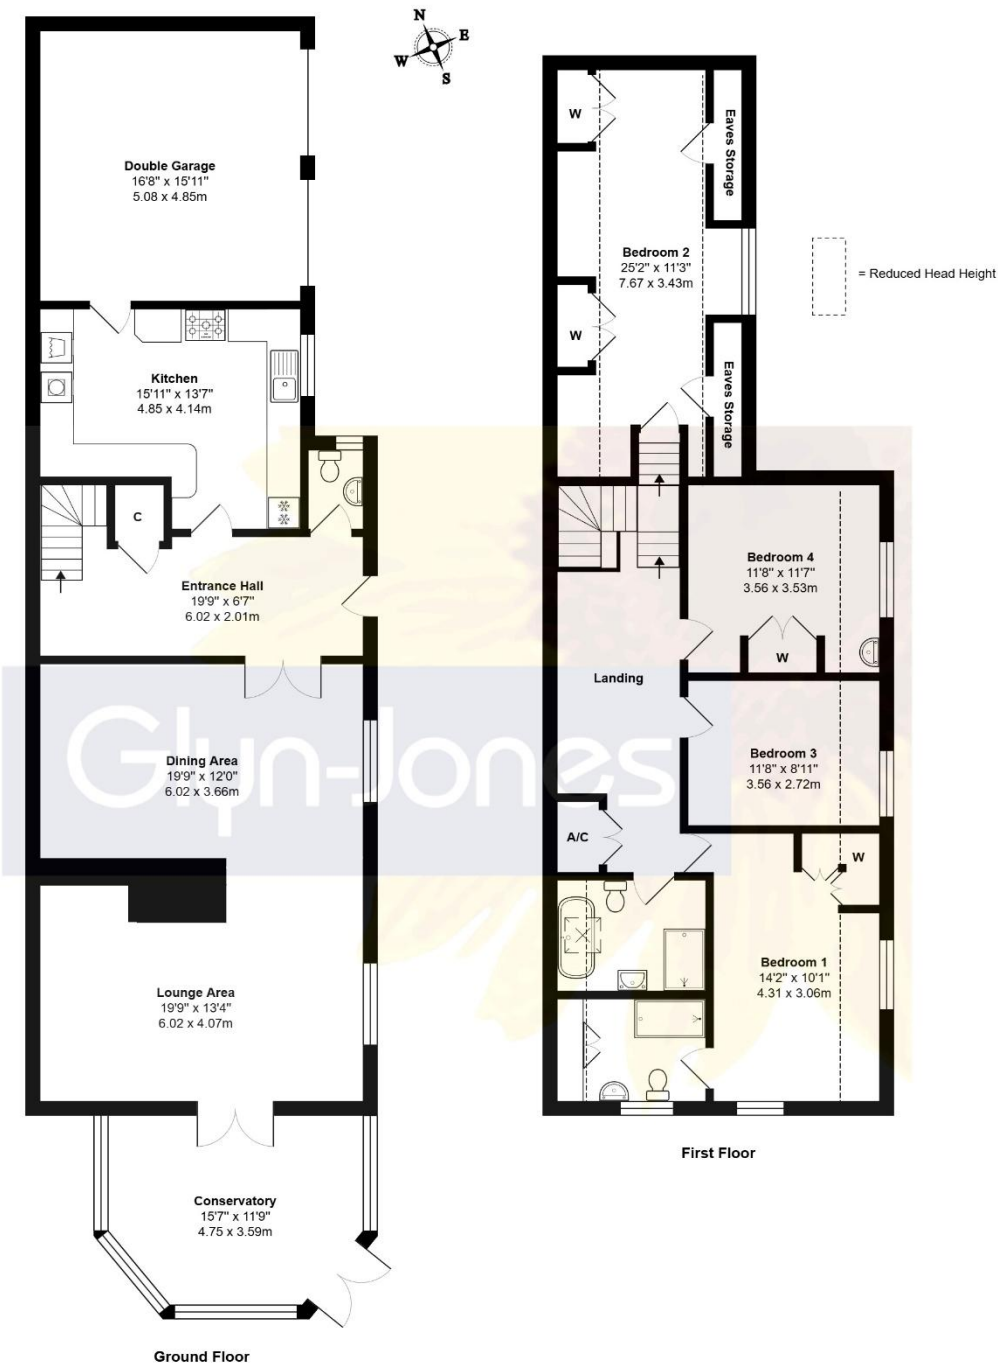 N
E
W
S
Double Garage
16'8" x 15'11"
5.08 x 4.85m
Kitchen
15'11" x 13'7"
4.85 x 4.14m
C
Entrance Hall
19'9" x 6'7"
6.02 x 2.01m
Dining Area
19'9" x 12'0"
6.02 x 3.66m
Lounge Area
19'9" x 13'4"
6.02 x 4.07m
Conservatory
15'7" x 11'9"
4.75 x 3.59m
Ground Floor
W
Eaves Storage
Bedroom 2
25'2" x 11'3"
7.67 x 3.43m
W
Eaves Storage
= Reduced Head Height
Bedroom 4
11'8" x 11'7"
3.56 x 3.53m
W
Landing
Bedroom 3
11'8" x 8'11"
3.56 x 2.72m
A/C
W
Bedroom 1
14'2" x 10'1"
4.31 x 3.06m
First Floor
Glyn-Jones